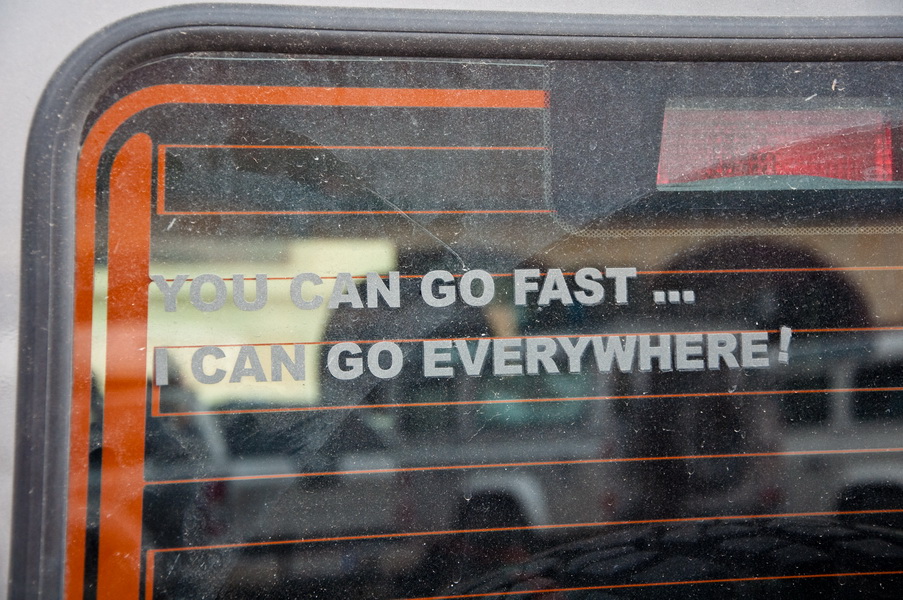 YOU CAN GO FAST ...
I CAN GO EVERYWHERE!